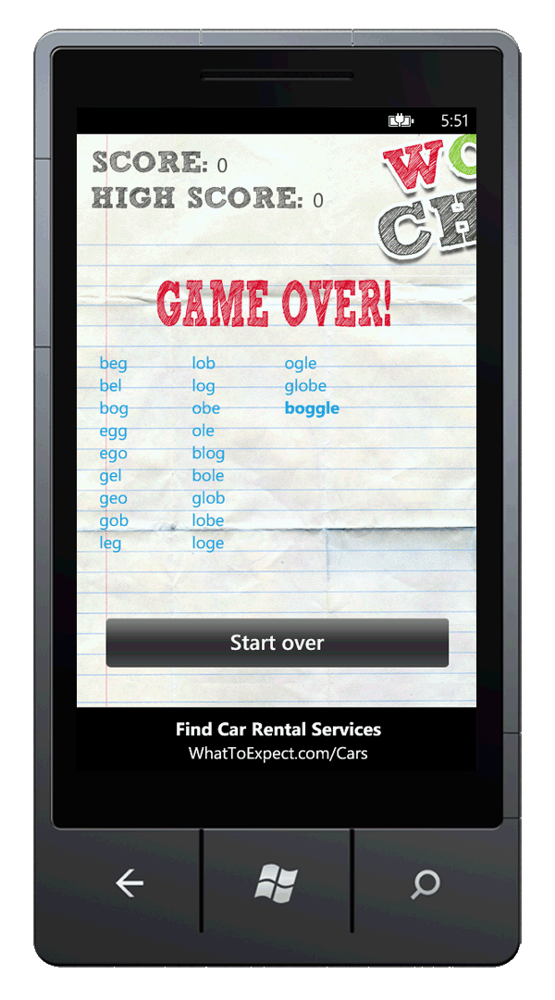 5:51
SCORE: 0
HIGH SCORE: 0
GAME OVER!
beg lob ogle
bel log globe
bog obe boggle
egg ole
ego blog
gel bole
geo glob
gob lobe
leg loge
Start over
Find Car Rental Services
WhatToExpect.com/Cars